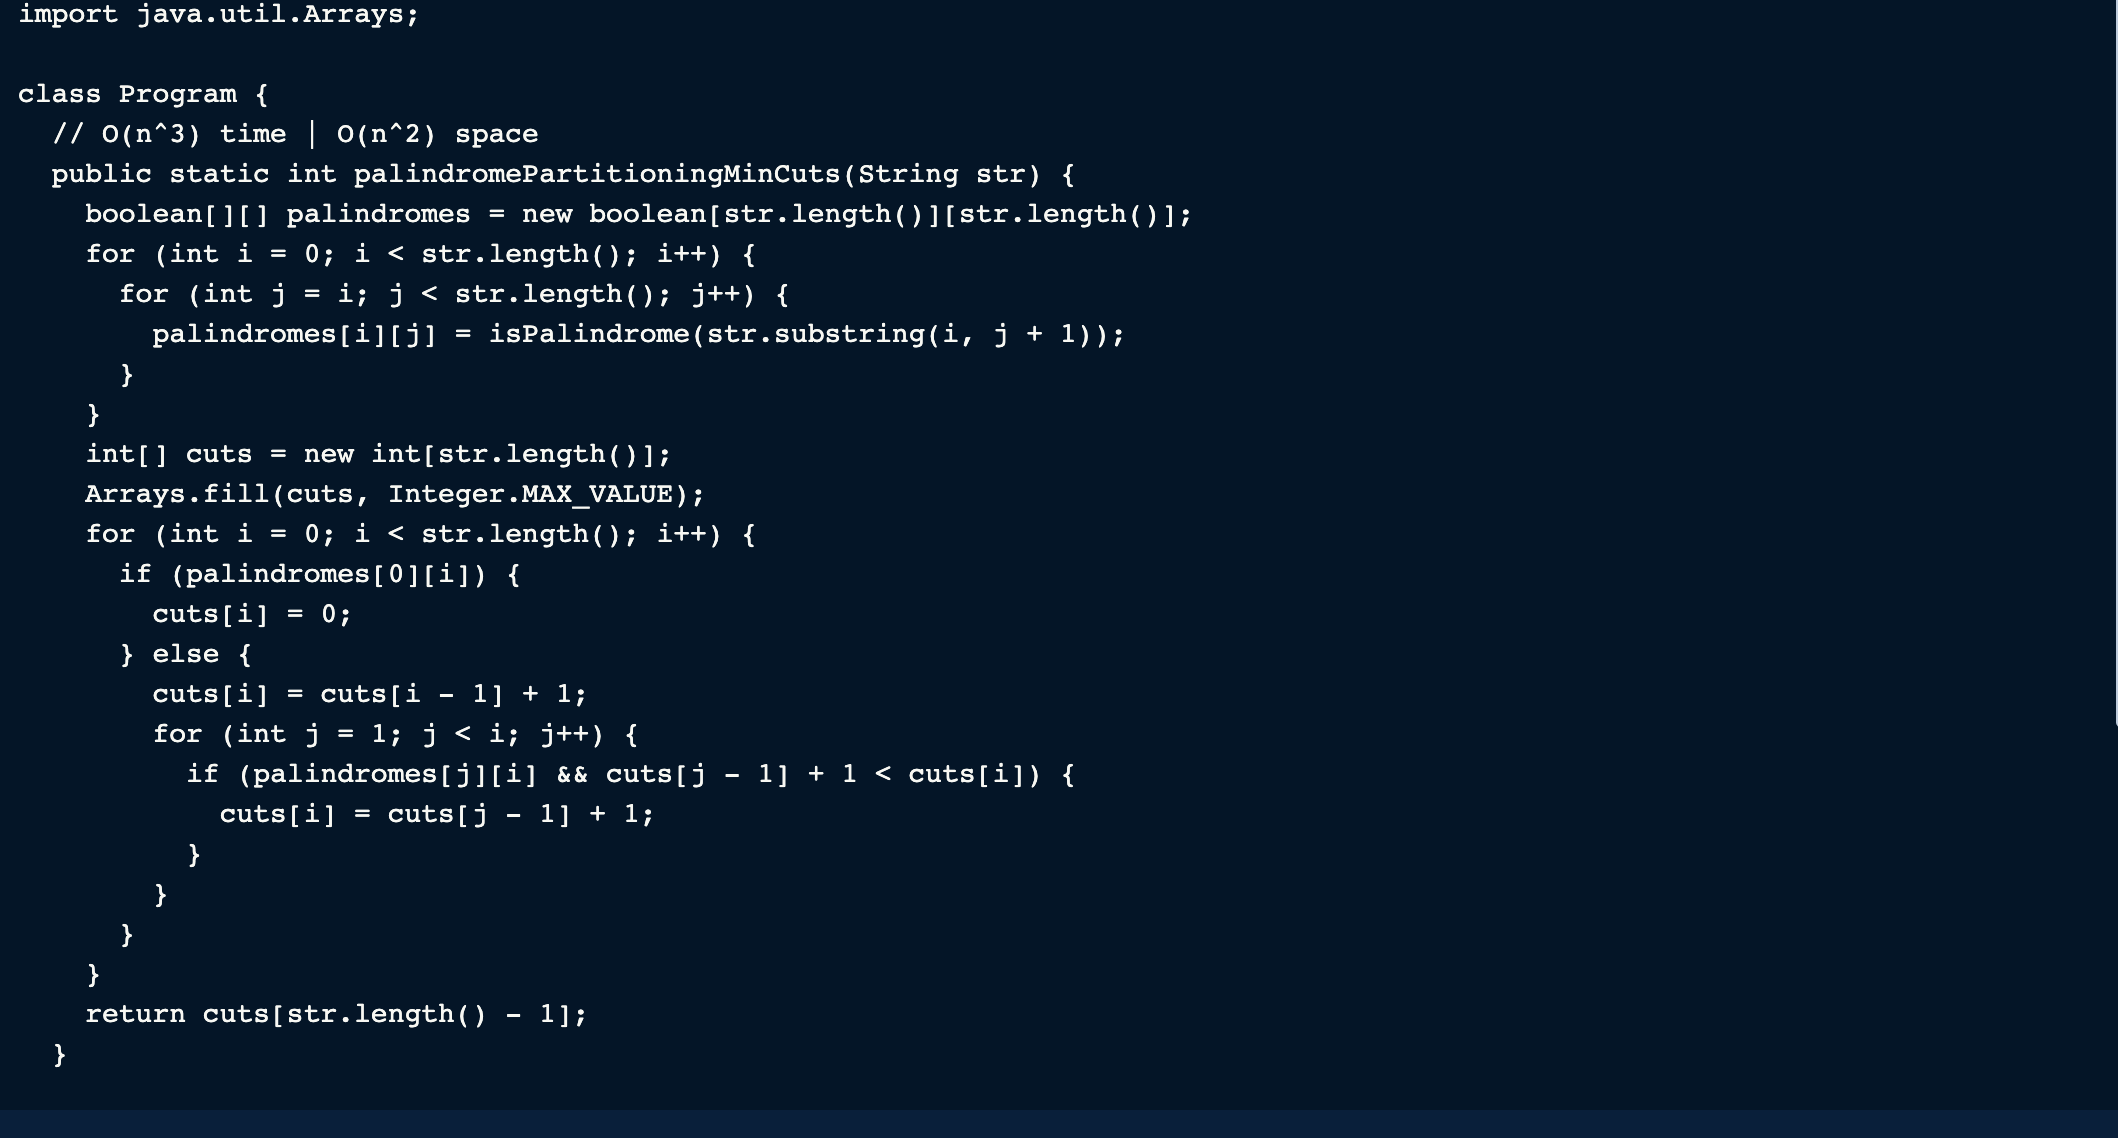 import java.util.Arrays;

class Program {
  // O(n^3) time | O(n^2) space
  public static int palindromePartitioningMinCuts(String str) {
    boolean[][] palindromes = new boolean[str.length()][str.length()];
    for (int i = 0; i < str.length(); i++) {
      for (int j = i; j < str.length(); j++) {
        palindromes[i][j] = isPalindrome(str.substring(i, j + 1));
      }
    }
    int[] cuts = new int[str.length()];
    Arrays.fill(cuts, Integer.MAX_VALUE);
    for (int i = 0; i < str.length(); i++) {
      if (palindromes[0][i]) {
        cuts[i] = 0;
      } else {
        cuts[i] = cuts[i - 1] + 1;
        for (int j = 1; j < i; j++) {
          if (palindromes[j][i] && cuts[j - 1] + 1 < cuts[i]) {
            cuts[i] = cuts[j - 1] + 1;
          }
        }
      }
    }
    return cuts[str.length() - 1];
  }